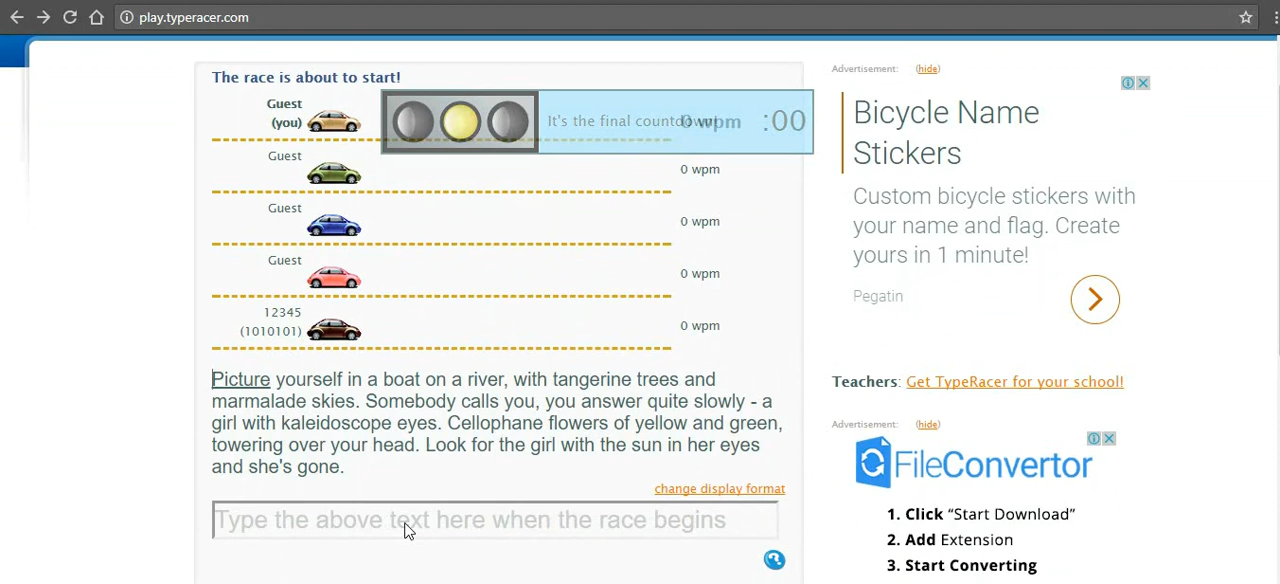 play.typeracer.com
The race is about to start!
Guest
(you)
It's the final countdown!
0 wpm
:00
Guest
0 wpm
Guest
0 wpm
Guest
0 wpm
12345
(1010101)
0 wpm
Picture yourself in a boat on a river, with tangerine trees and
marmalade skies. Somebody calls you, you answer quite slowly - a
girl with kaleidoscope eyes. Cellophane flowers of yellow and green,
towering over your head. Look for the girl with the sun in her eyes
and she's gone.
change display format
Type the above text here when the race begins
Advertisement: (hide)
Bicycle Name
Stickers
Custom bicycle stickers with
your name and flag. Create
yours in 1 minute!
Pegatin
Teachers: Get TypeRacer for your school!
Advertisement: (hide)
FileConvertor
1. Click “Start Download”
2. Add Extension
3. Start Converting